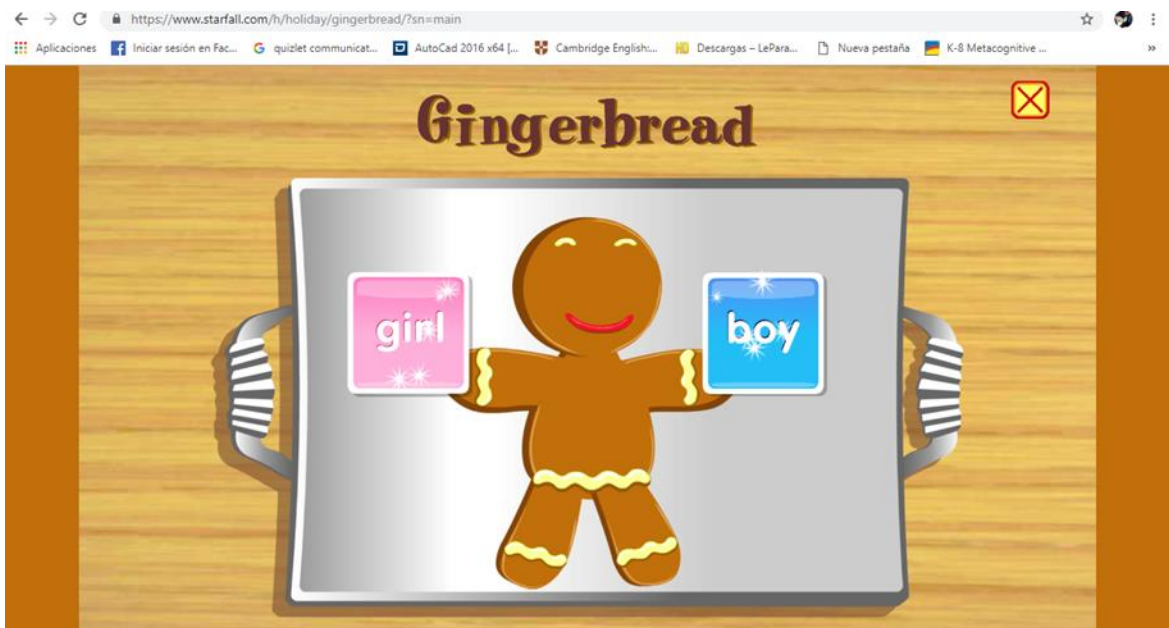 https://www.starfall.com/h/holiday/gingerbread/?sn=main
Aplicaciones Iniciar sesión en Fac... quizlet communicat... AutoCad 2016 x64 [... Cambridge English:... Descargas – LePara... Nueva pestaña K-8 Metacognitive ... »
Gingerbread
girl boy